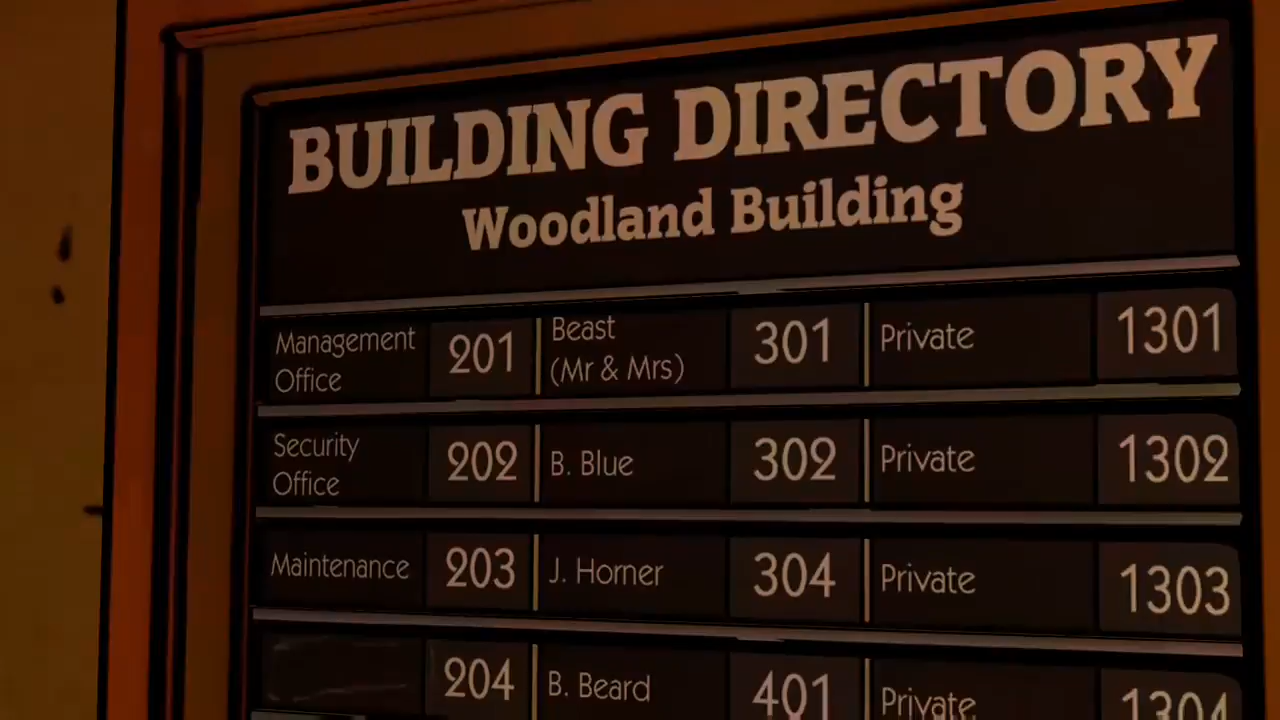 BUILDING DIRECTORY
Woodland Building
Management Office 201 Beast (Mr & Mrs) 301 Private 1301
Security Office 202 B. Blue 302 Private 1302
Maintenance 203 J. Horner 304 Private 1303
204 B. Beard 401 Private 1304